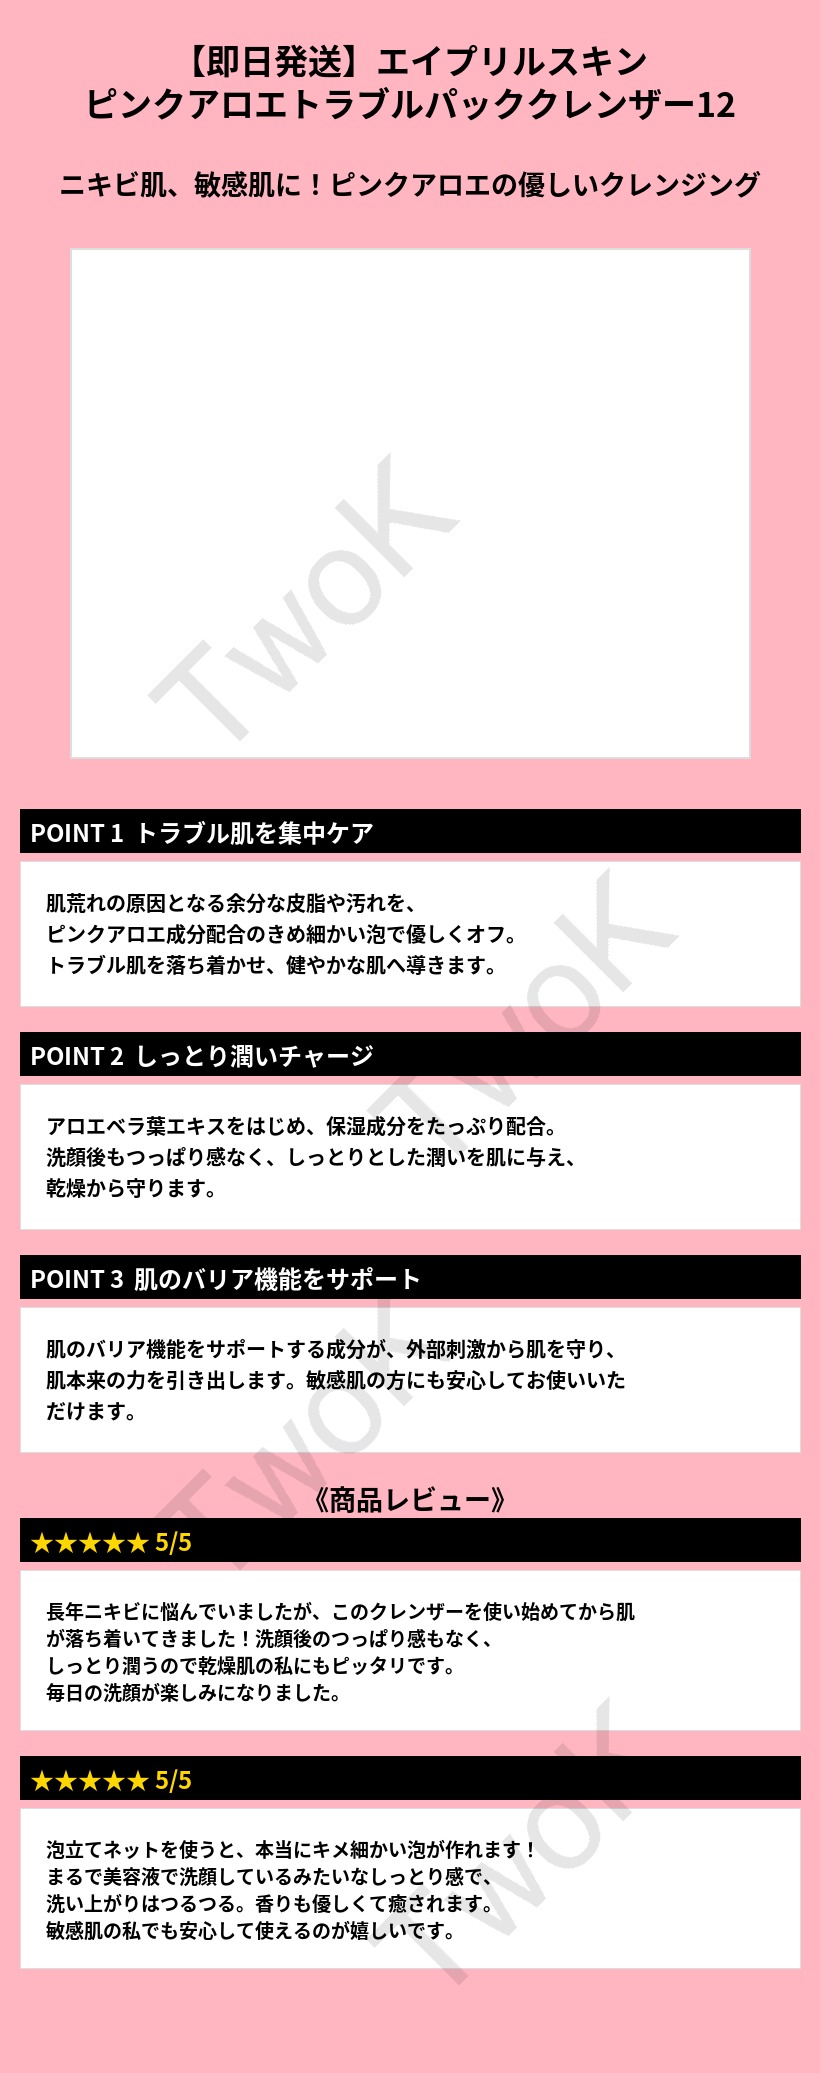 【即日発送】エイプリルスキン
ピンクアロエトラブルパッククレンザー12
ニキビ肌、敏感肌に！ピンクアロエの優しいクレンジング
TwoK
POINT 1 トラブル肌を集中ケア
肌荒れの原因となる余分な皮脂や汚れを、
ピンクアロエ成分配合のきめ細かい泡で優しくオフ。
トラブル肌を落ち着かせ、健やかな肌へ導きます。
TwoK
POINT 2 しっとり潤いチャージ
アロエベラ葉エキスをはじめ、保湿成分をたっぷり配合。
洗顔後もつっぱり感なく、しっとりとした潤いを肌に与え、
乾燥から守ります。
POINT 3 肌のバリア機能をサポート
肌のバリア機能をサポートする成分が、外部刺激から肌を守り、
肌本来の力を引き出します。敏感肌の方にも安心してお使いいた
だけます。
TwoK
《商品レビュー》
★★★★★ 5/5
長年ニキビに悩んでいましたが、このクレンザーを使い始めてから肌
が落ち着いてきました！洗顔後のつっぱり感もなく、
しっとり潤うので乾燥肌の私にもピッタリです。
毎日の洗顔が楽しみになりました。
★★★★★ 5/5
泡立てネットを使うと、本当にキメ細かい泡が作れます！
まるで美容液で洗顔しているみたいなしっとり感で、
洗い上がりはつるつる。香りも優しくて癒されます。
敏感肌の私でも安心して使えるのが嬉しいです。
TwoK